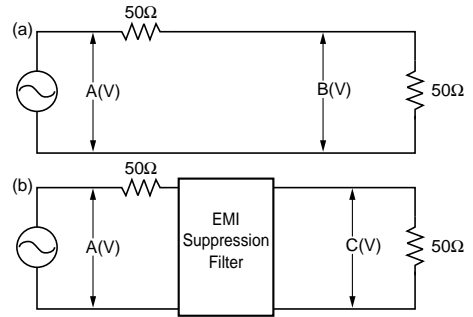 (a)
50Ω
A(V)
B(V)
50Ω
(b)
50Ω
A(V)
EMI
Suppression
Filter
C(V)
50Ω